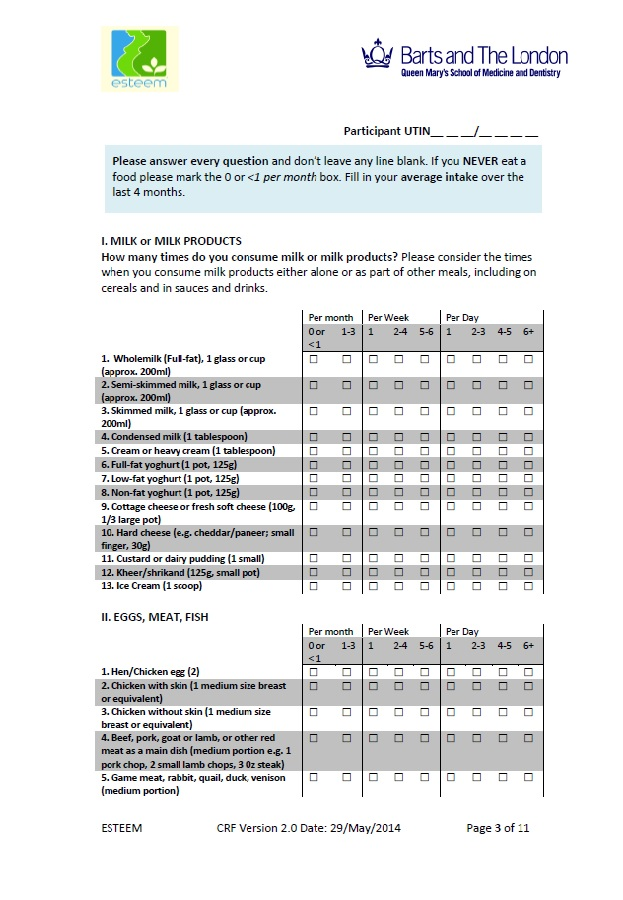 esteem
Barts and The London
Queen Mary's School of Medicine and Dentistry
Participant UTIN__ __ __/__ __ __ __
Please answer every question and don't leave any line blank. If you NEVER eat a
food please mark the 0 or <1 per month box. Fill in your average intake over the
last 4 months.
I. MILK or MILK PRODUCTS
How many times do you consume milk or milk products? Please consider the times
when you consume milk products either alone or as part of other meals, including on
cereals and in sauces and drinks.
Per month Per Week Per Day
0 or 1-3 1 2-4 5-6 1 2-3 4-5 6+
<1
1. Wholemilk (Full-fat), 1 glass or cup ☐ ☐ ☐ ☐ ☐ ☐ ☐ ☐ ☐
(approx. 200ml)
2. Semi-skimmed milk, 1 glass or cup ☐ ☐ ☐ ☐ ☐ ☐ ☐ ☐ ☐
(approx. 200ml)
3. Skimmed milk, 1 glass or cup (approx. ☐ ☐ ☐ ☐ ☐ ☐ ☐ ☐ ☐
200ml)
4. Condensed milk (1 tablespoon) ☐ ☐ ☐ ☐ ☐ ☐ ☐ ☐ ☐
5. Cream or heavy cream (1 tablespoon) ☐ ☐ ☐ ☐ ☐ ☐ ☐ ☐ ☐
6. Full-fat yoghurt (1 pot, 125g) ☐ ☐ ☐ ☐ ☐ ☐ ☐ ☐ ☐
7. Low-fat yoghurt (1 pot, 125g) ☐ ☐ ☐ ☐ ☐ ☐ ☐ ☐ ☐
8. Non-fat yoghurt (1 pot, 125g) ☐ ☐ ☐ ☐ ☐ ☐ ☐ ☐ ☐
9. Cottage cheese or fresh soft cheese (100g, ☐ ☐ ☐ ☐ ☐ ☐ ☐ ☐ ☐
1/3 large pot)
10. Hard cheese (e.g. cheddar/paneer; small ☐ ☐ ☐ ☐ ☐ ☐ ☐ ☐ ☐
finger, 30g)
11. Custard or dairy pudding (1 small) ☐ ☐ ☐ ☐ ☐ ☐ ☐ ☐ ☐
12. Kheer/shrikand (125g, small pot) ☐ ☐ ☐ ☐ ☐ ☐ ☐ ☐ ☐
13. Ice Cream (1 scoop) ☐ ☐ ☐ ☐ ☐ ☐ ☐ ☐ ☐
II. EGGS, MEAT, FISH
Per month Per Week Per Day
0 or 1-3 1 2-4 5-6 1 2-3 4-5 6+
<1
1. Hen/Chicken egg (2) ☐ ☐ ☐ ☐ ☐ ☐ ☐ ☐ ☐
2. Chicken with skin (1 medium size breast ☐ ☐ ☐ ☐ ☐ ☐ ☐ ☐ ☐
or equivalent)
3. Chicken without skin (1 medium size ☐ ☐ ☐ ☐ ☐ ☐ ☐ ☐ ☐
breast or equivalent)
4. Beef, pork, goat or lamb, or other red ☐ ☐ ☐ ☐ ☐ ☐ ☐ ☐ ☐
meat as a main dish (medium portion e.g. 1
pork chop, 2 small lamb chops, 3 0z steak)
5. Game meat, rabbit, quail, duck, venison ☐ ☐ ☐ ☐ ☐ ☐ ☐ ☐ ☐
(medium portion)
ESTEEM CRF Version 2.0 Date: 29/May/2014 Page 3 of 11